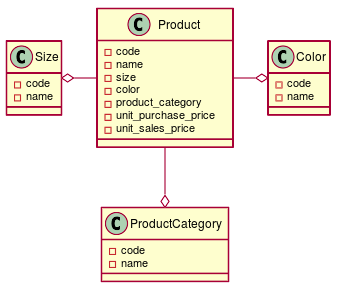 C Product
code
name
size
color
product_category
unit_purchase_price
unit_sales_price
C Size
code
name
C Color
code
name
C ProductCategory
code
name